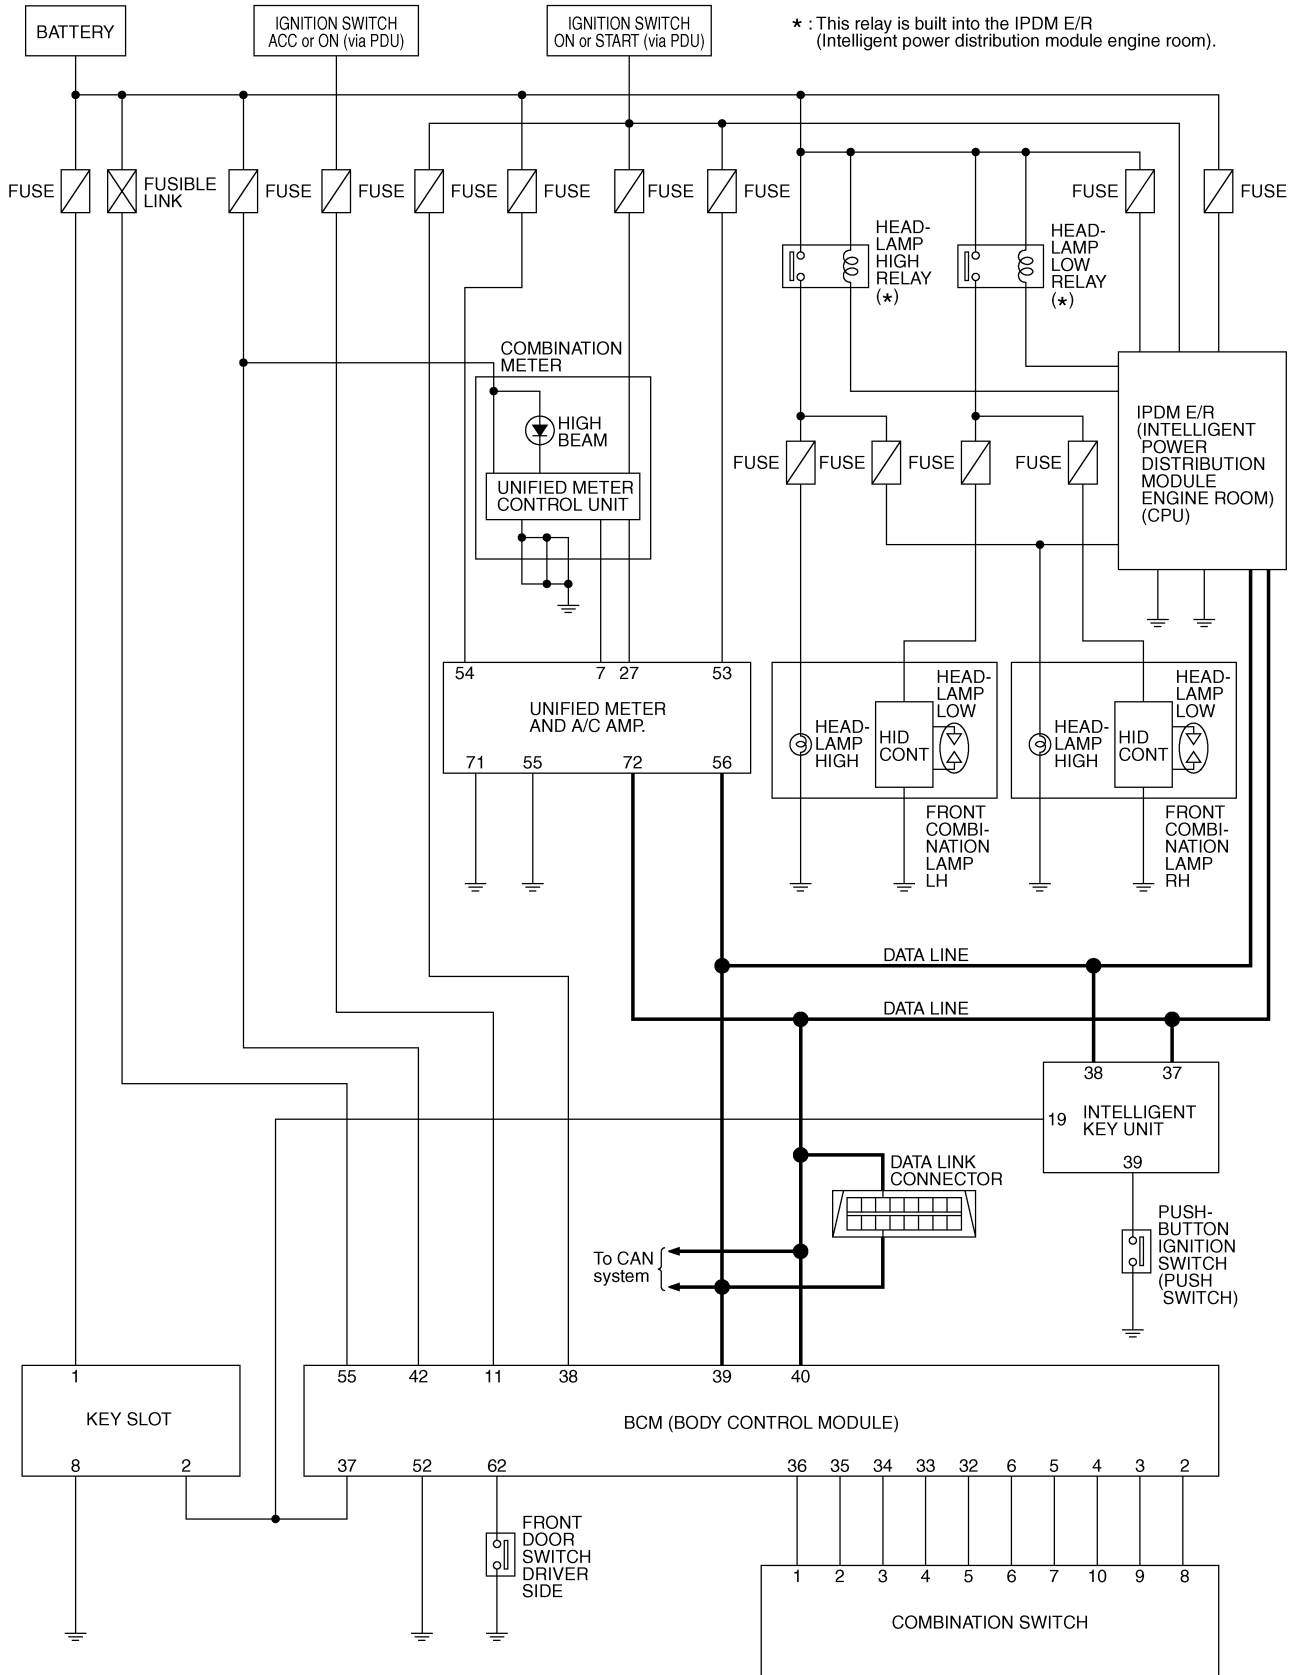 BATTERY
IGNITION SWITCH
ACC or ON (via PDU)
IGNITION SWITCH
ON or START (via PDU)
* : This relay is built into the IPDM E/R
(Intelligent power distribution module engine room).
FUSE
FUSIBLE
LINK
FUSE
FUSE
FUSE
FUSE
FUSE
FUSE
FUSE
FUSE
HEAD-
LAMP
HIGH
RELAY
(*)
HEAD-
LAMP
LOW
RELAY
(*)
COMBINATION
METER
HIGH
BEAM
UNIFIED METER
CONTROL UNIT
FUSE
FUSE
FUSE
FUSE
IPDM E/R
(INTELLIGENT
POWER
DISTRIBUTION
MODULE
ENGINE ROOM)
(CPU)
54 7 27 53
UNIFIED METER
AND A/C AMP.
71 55 72 56
HEAD-
LAMP
HIGH
HID
CONT
HEAD-
LAMP
LOW
FRONT
COMBI-
NATION
LAMP
LH
HEAD-
LAMP
HIGH
HID
CONT
HEAD-
LAMP
LOW
FRONT
COMBI-
NATION
LAMP
RH
DATA LINE
DATA LINE
38 37
19
INTELLIGENT
KEY UNIT
39
DATA LINK
CONNECTOR
To CAN
system
PUSH-
BUTTON
IGNITION
SWITCH
(PUSH
SWITCH)
1
KEY SLOT
8 2
55 42 11 38 39 40
BCM (BODY CONTROL MODULE)
37 52 62 36 35 34 33 32 6 5 4 3 2
FRONT
DOOR
SWITCH
DRIVER
SIDE
1 2 3 4 5 6 7 10 9 8
COMBINATION SWITCH